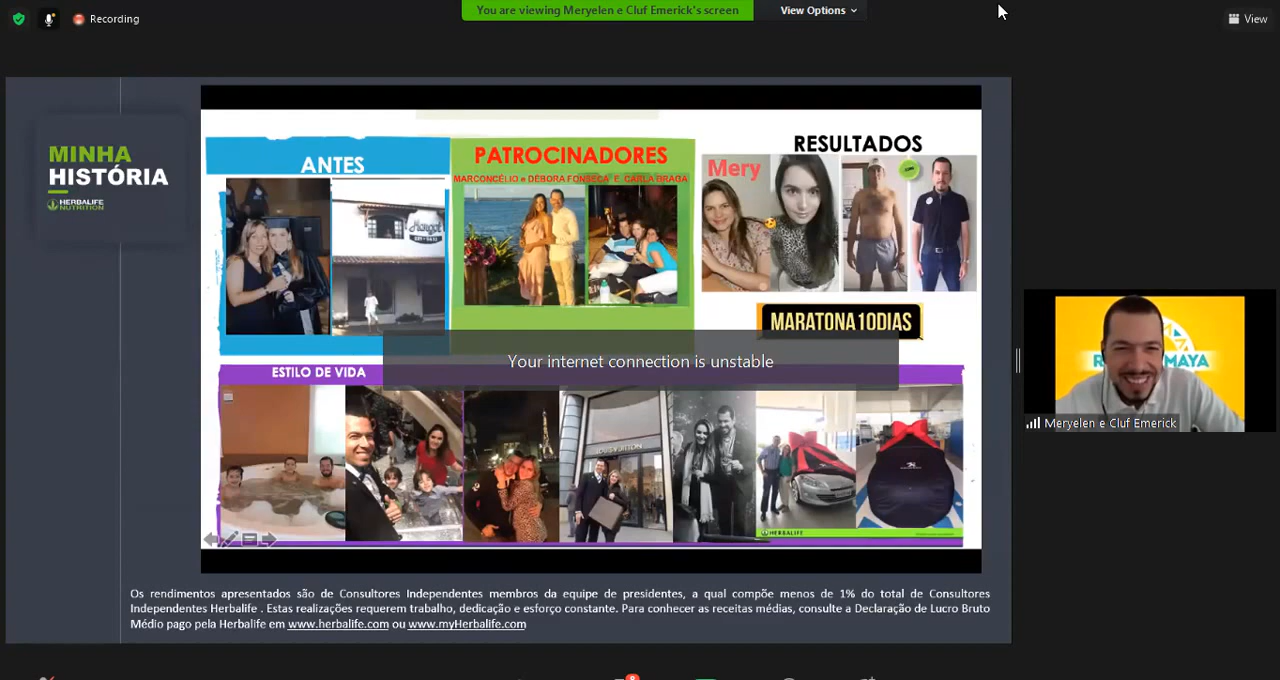 You are viewing Meryelen e Cluf Emerick's screen
View Options
Recording
View
MINHA
HISTÓRIA
HERBALIFE
NUTRITION
ANTES
PATROCINADORES
MARCONCÉLIO e DÉBORA FONSECA E CARLA BRAGA
RESULTADOS
Mery
MARATONA10DIAS
Your internet connection is unstable
ESTILO DE VIDA
LOUIS VUITTON
HERBALIFE
MAYA
Meryelen e Cluf Emerick
Os rendimentos apresentados são de Consultores Independentes membros da equipe de presidentes, a qual compõe menos de 1% do total de Consultores
Independentes Herbalife . Estas realizações requerem trabalho, dedicação e esforço constante. Para conhecer as receitas médias, consulte a Declaração de Lucro Bruto
Médio pago pela Herbalife em www.herbalife.com ou www.myHerbalife.com